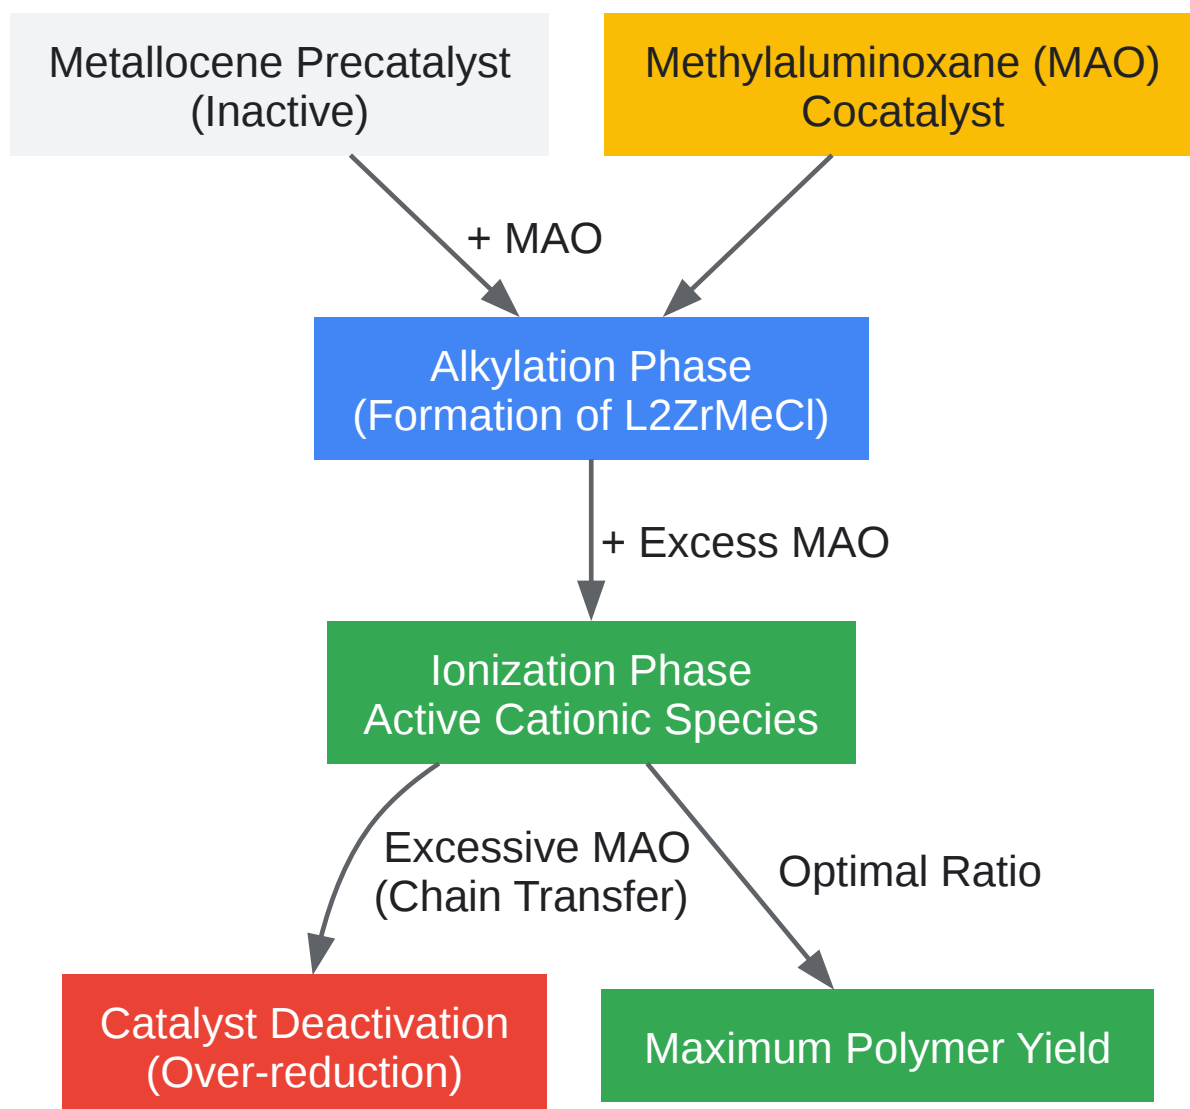 Metallocene Precatalyst
(Inactive)
Methylaluminoxane (MAO)
Cocatalyst
+ MAO
Alkylation Phase
(Formation of L2ZrMeCl)
+ Excess MAO
Ionization Phase
Active Cationic Species
Excessive MAO
(Chain Transfer)
Optimal Ratio
Catalyst Deactivation
(Over-reduction)
Maximum Polymer Yield